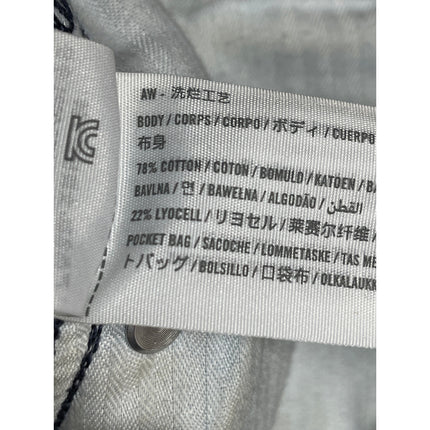 AW - 洗烂工艺
BODY / CORPS / CORPO / ボディ / CUERPO
布身
78% COTTON / COTON / BOMULD / KATOEN / BA
BAVLNA / 면 / BAWEŁNA / ALGODÃO / القطن /
22% LYOCELL / リヨセル / 莱赛尔纤维 /
POCKET BAG / SACOCHE / LOMMETASKE / TAS ME
トバッグ / BOLSILLO / 口袋布 / OLKALAUKK